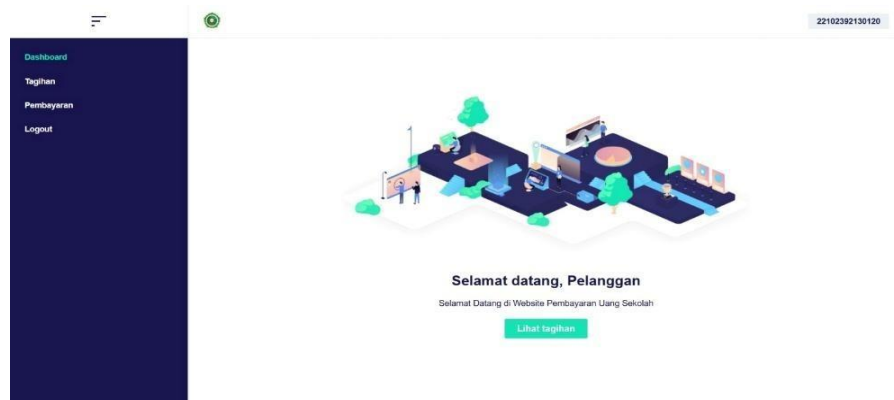 22102392130120
Dashboard
Tagihan
Pembayaran
Logout
Selamat datang, Pelanggan
Selamat Datang di Website Pembayaran Uang Sekolah
Lihat tagihan